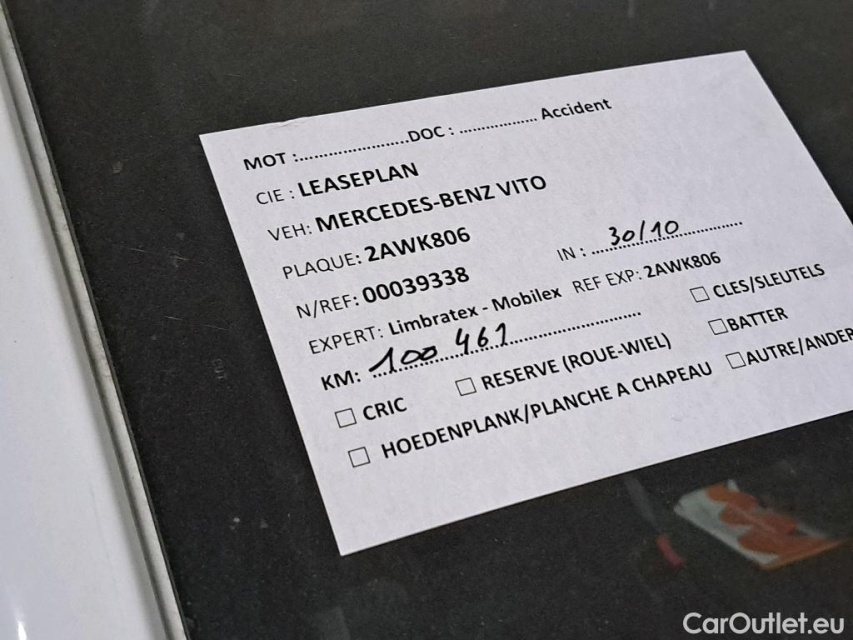 MOT :......................DOC : ................ Accident
CIE : LEASEPLAN
VEH: MERCEDES-BENZ VITO
PLAQUE: 2AWK806
N/REF: 00039338 IN : ...30/10..............
EXPERT: Limbratex - Mobilex REF EXP: 2AWK806
KM: 100 461
☐ CRIC ☐ RESERVE (ROUE-WIEL) ☐ CLES/SLEUTELS
☐ HOEDENPLANK/PLANCHE A CHAPEAU ☐ BATTER
☐ AUTRE/ANDER
CarOutlet.eu